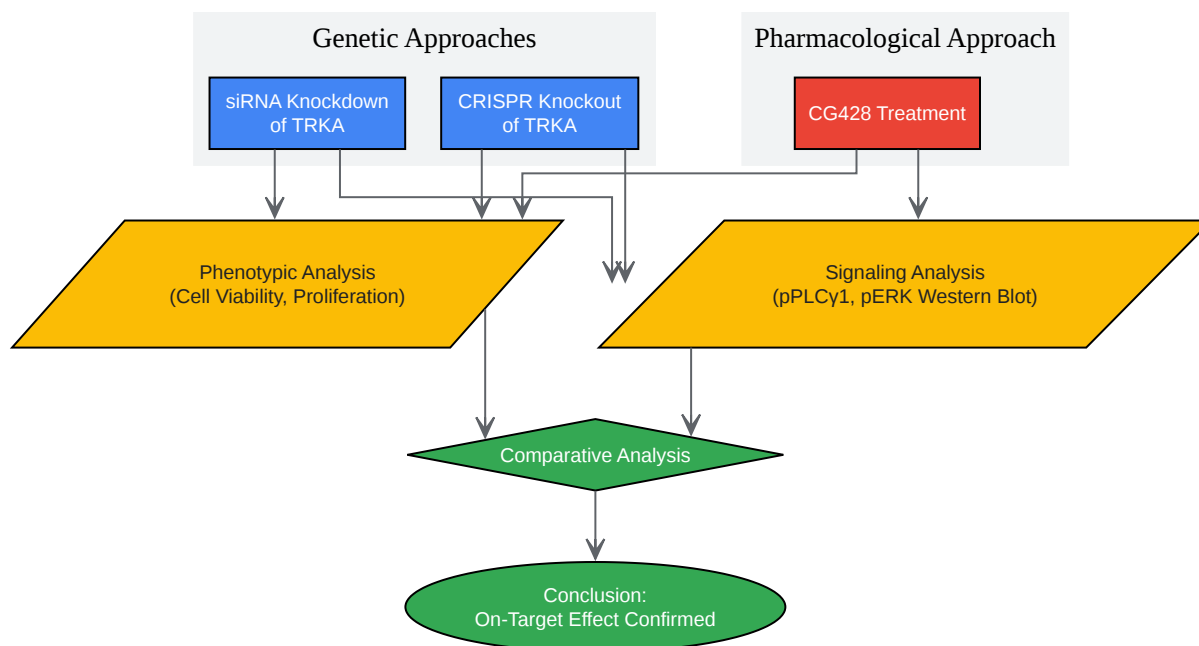 Genetic Approaches
Pharmacological Approach
siRNA Knockdown
of TRKA
CRISPR Knockout
of TRKA
CG428 Treatment
Phenotypic Analysis
(Cell Viability, Proliferation)
Signaling Analysis
(pPLCγ1, pERK Western Blot)
Comparative Analysis
Conclusion:
On-Target Effect Confirmed